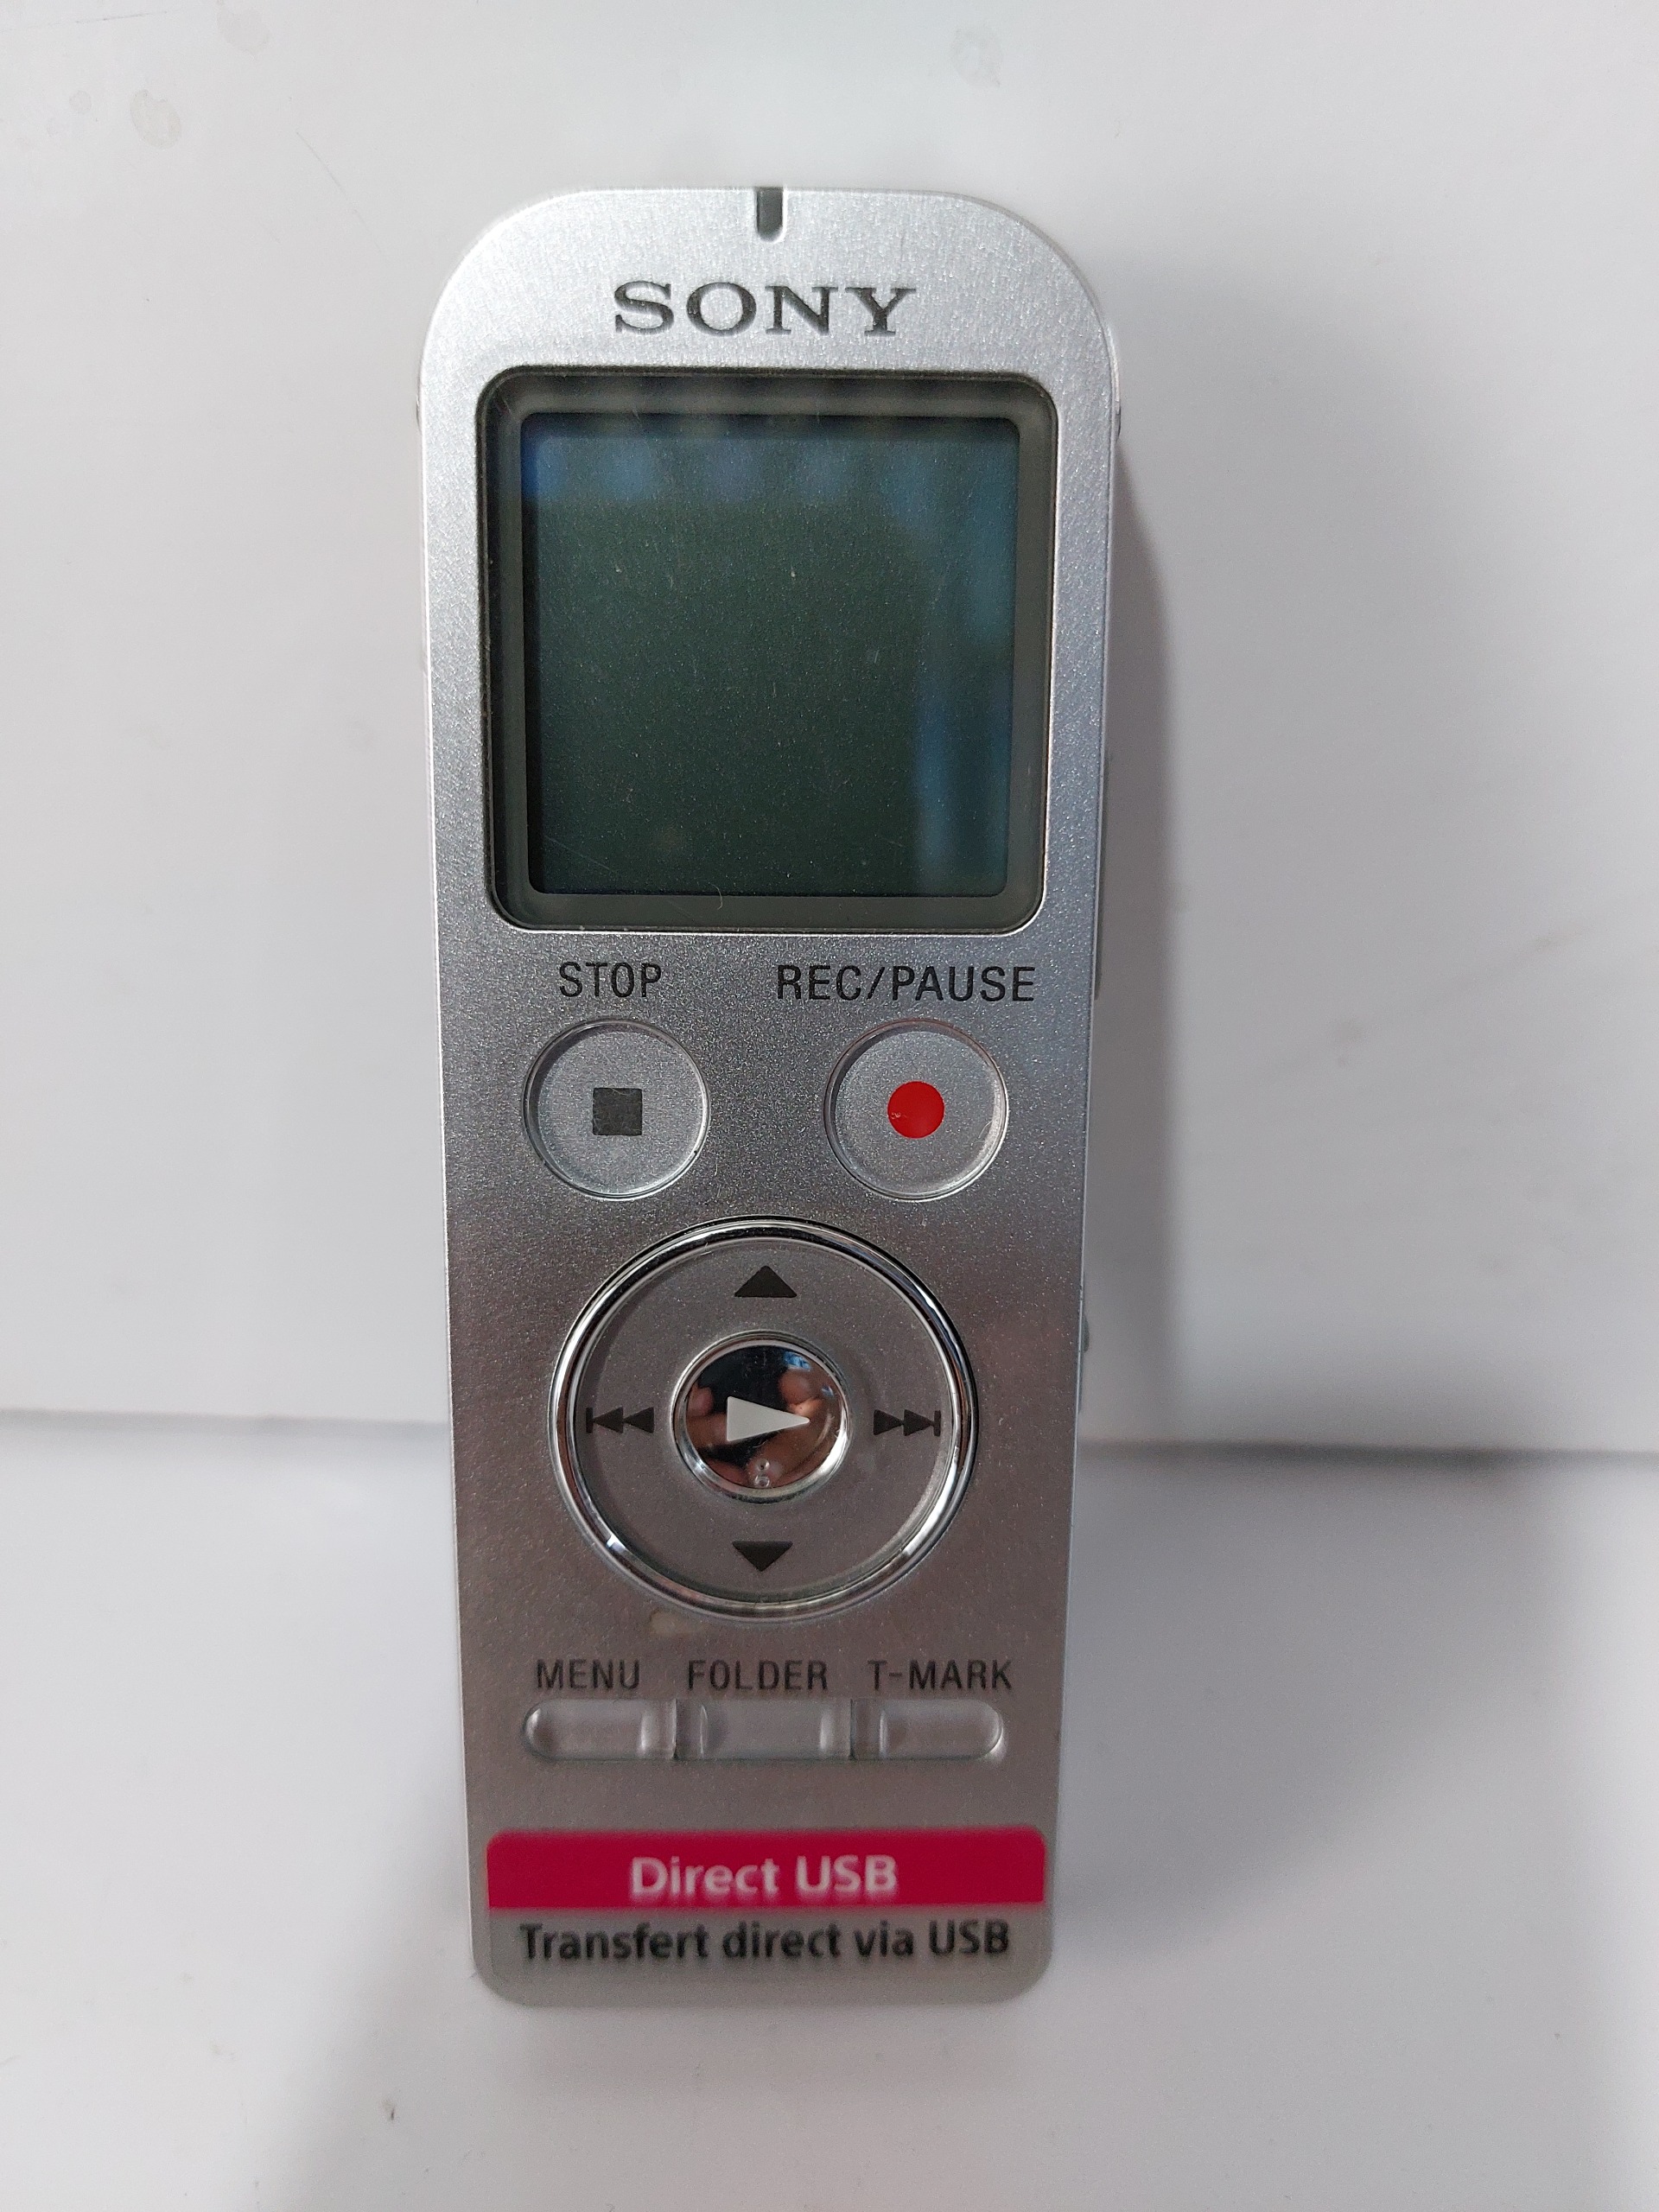 SONY
STOP REC/PAUSE
MENU FOLDER T-MARK
Direct USB
Transfert direct via USB